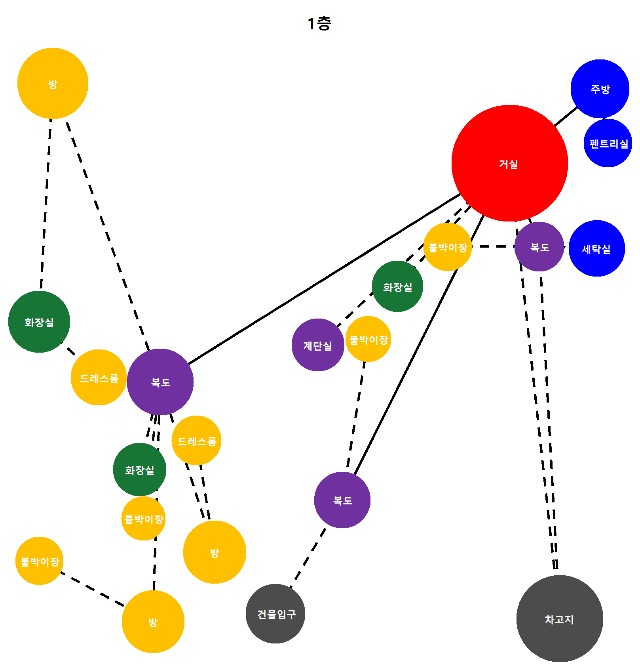 1층
방
주방
펜트리실
거실
붙박이장
복도
세탁실
화장실
화장실
계단실
붙박이장
드레스룸
복도
드레스룸
화장실
복도
붙박이장
방
붙박이장
건물입구
방
차고지